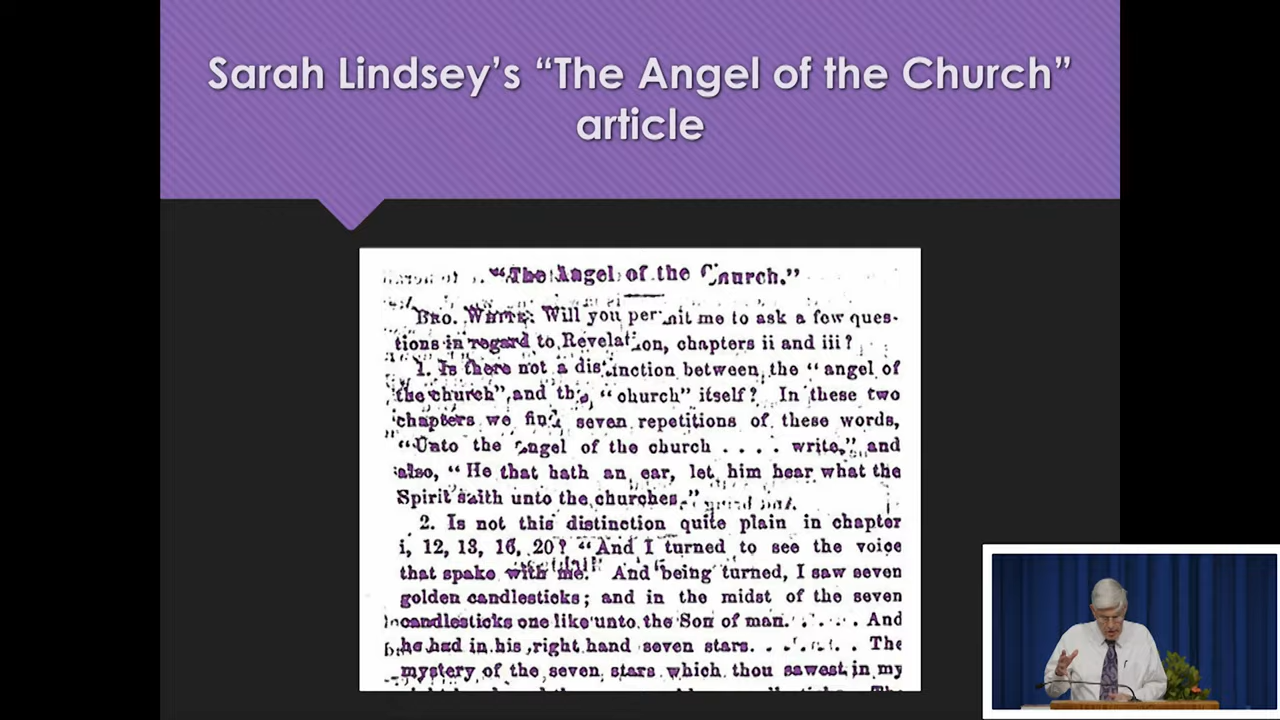 Sarah Lindsey’s “The Angel of the Church”
article
“The Angel of the Church.”
BRO. WHITE: Will you permit me to ask a few ques-
tions in regard to Revelation, chapters ii and iii?
1. Is there not a distinction between the “angel of
the church” and the “church” itself? In these two
chapters we find seven repetitions of these words,
“Unto the angel of the church . . . . write,” and
also, “He that hath an ear, let him hear what the
Spirit saith unto the churches.”
2. Is not this distinction quite plain in chapter
i, 12, 13, 16, 20? “And I turned to see the voice
that spake with me. And being turned, I saw seven
golden candlesticks; and in the midst of the seven
candlesticks one like unto the Son of man. . . . . And
he had in his right hand seven stars. . . . . The
mystery of the seven stars which thou sawest in my